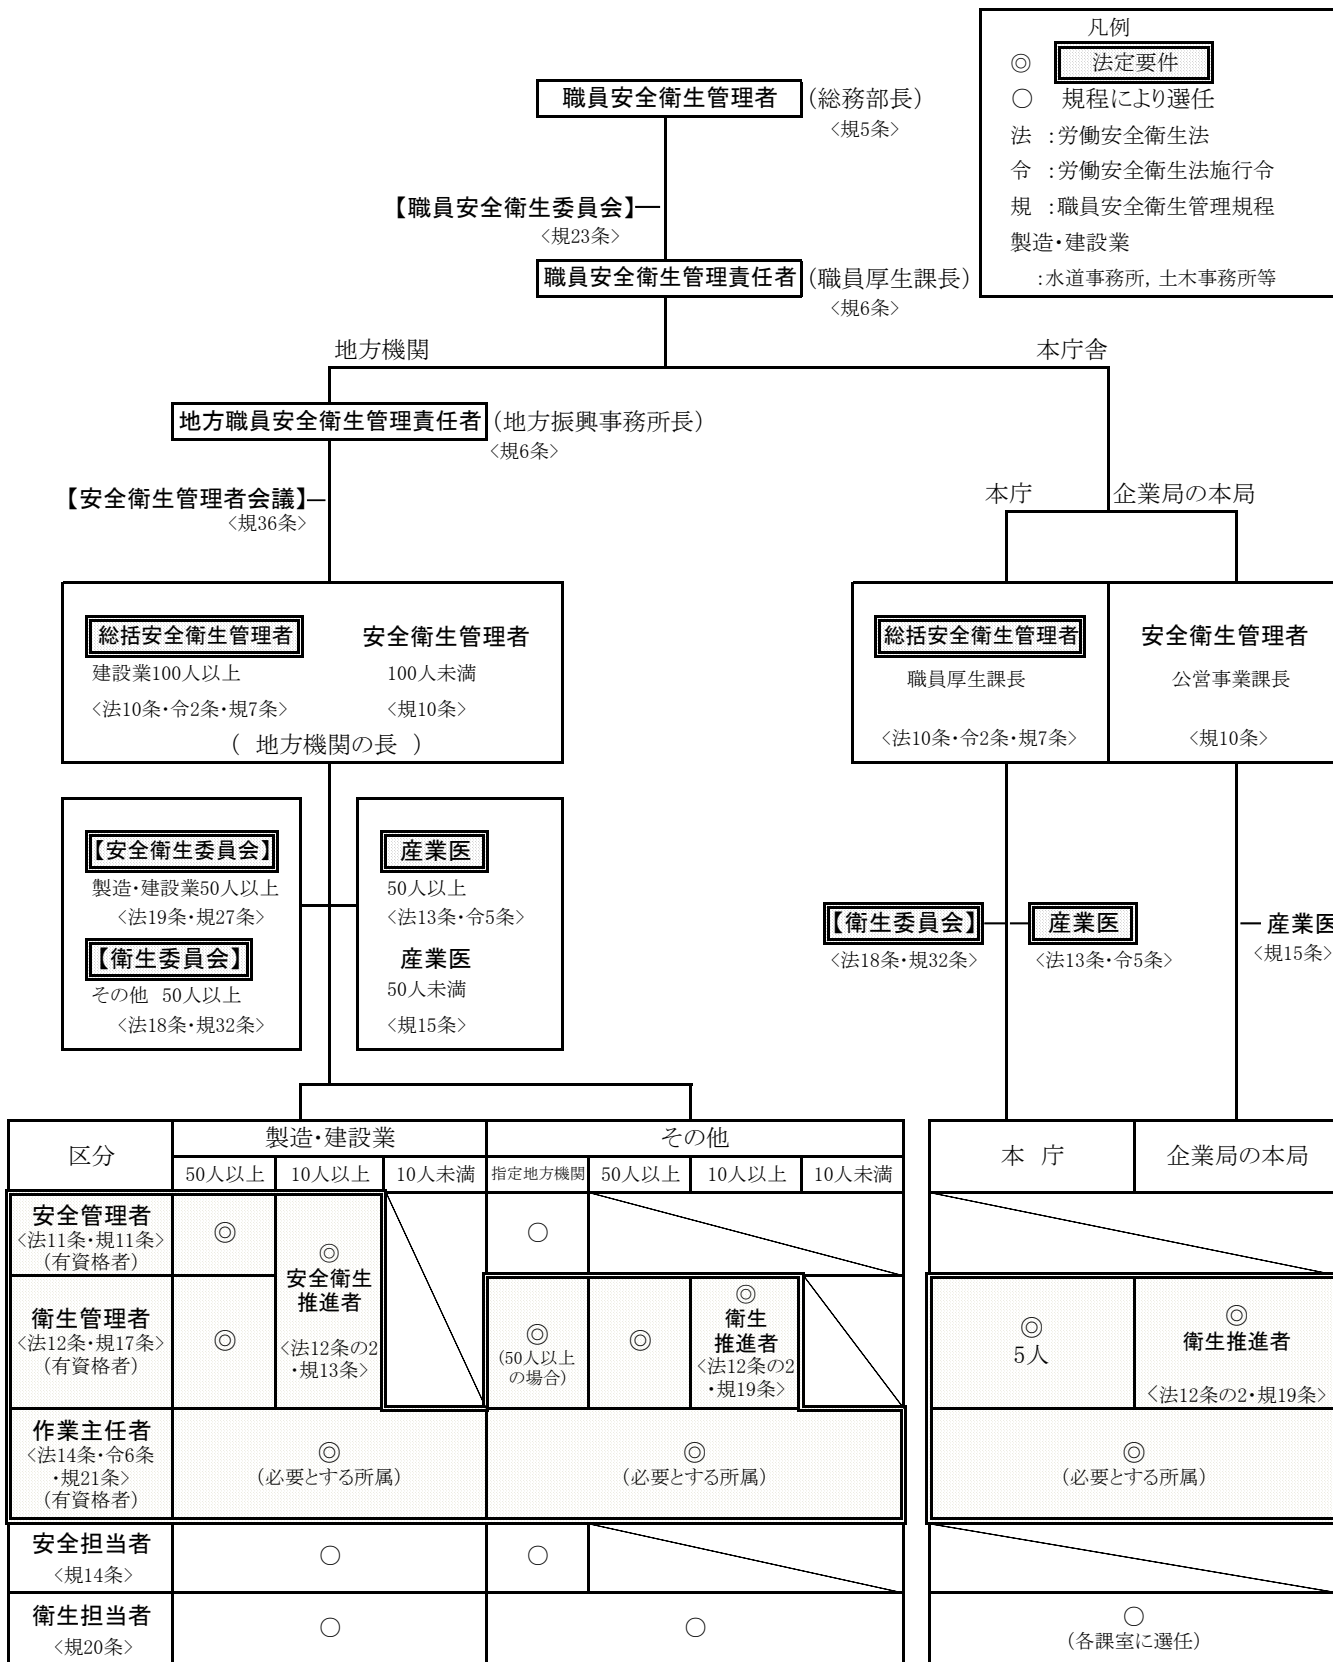 凡例
◎ 法定要件
○ 規程により選任
法 :労働安全衛生法
令 :労働安全衛生法施行令
規 :職員安全衛生管理規程
製造・建設業
:水道事務所, 土木事務所等
職員安全衛生管理者 (総務部長)
<規5条>
【職員安全衛生委員会】
<規23条>
職員安全衛生管理責任者 (職員厚生課長)
<規6条>
地方機関 本庁舎
地方職員安全衛生管理責任者 (地方振興事務所長)
<規6条>
【安全衛生管理者会議】
<規36条>
本庁 企業局の本局
総括安全衛生管理者 安全衛生管理者
建設業100人以上 100人未満
<法10条・令2条・規7条> <規10条>
( 地方機関の長 )
総括安全衛生管理者 安全衛生管理者
職員厚生課長 公営事業課長
<法10条・令2条・規7条> <規10条>
【安全衛生委員会】
製造・建設業50人以上
<法19条・規27条>
【衛生委員会】
その他 50人以上
<法18条・規32条>
産業医
50人以上
<法13条・令5条>
産業医
50人未満
<規15条>
【衛生委員会】 産業医 産業医
<法18条・規32条> <法13条・令5条> <規15条>
区分 製造・建設業 その他 本 庁 企業局の本局
50人以上 10人以上 10人未満 指定地方機関 50人以上 10人以上 10人未満
安全管理者
<法11条・規11条>
(有資格者)
◎
◎
安全衛生
推進者
<法12条の2
・規13条>
○
衛生管理者
<法12条・規17条>
(有資格者)
◎
◎
(50人以上
の場合)
◎
◎
衛生
推進者
<法12条の2
・規19条>
◎
5人
◎
衛生推進者
<法12条の2・規19条>
作業主任者
<法14条・令6条
・規21条>
(有資格者)
◎
(必要とする所属)
◎
(必要とする所属)
◎
(必要とする所属)
安全担当者
<規14条>
○ ○
衛生担当者
<規20条>
○ ○ ○
(各課室に選任)